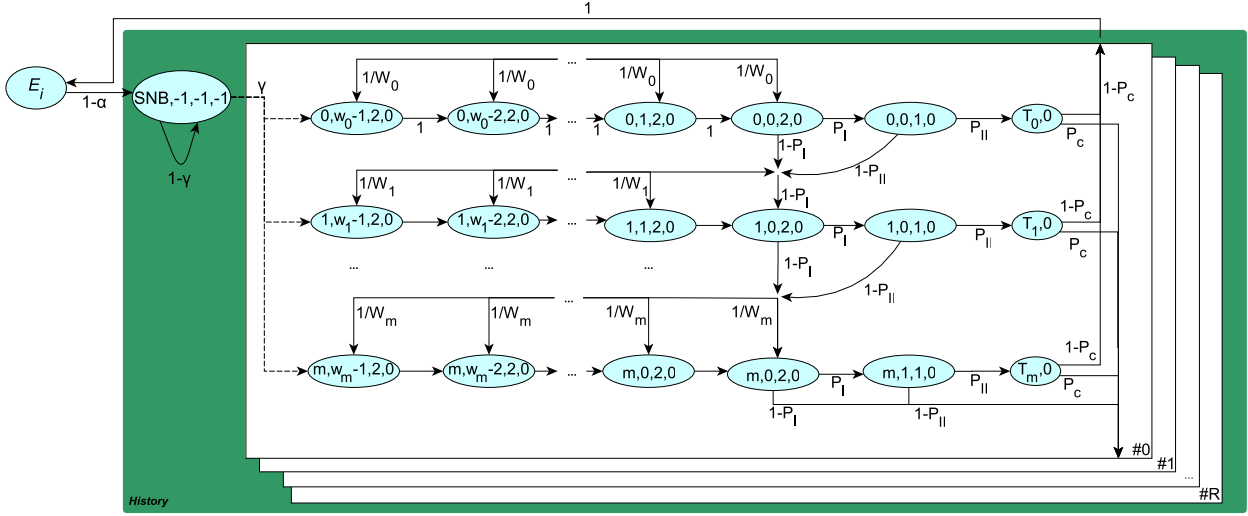 1
E_i
1-α
SNB,-1,-1,-1
1-γ
γ
1/W_0
1/W_0
...
1/W_0
1/W_0
0,w_0-1,2,0
1
0,w_0-2,2,0
1
...
1
0,1,2,0
1
0,0,2,0
P_I
0,0,1,0
P_II
T_0,0
1-P_c
P_c
1-P_I
1-P_II
1/W_1
1/W_1
...
1/W_1
1-P_I
1,w_1-1,2,0
1,w_1-2,2,0
...
1,1,2,0
1,0,2,0
P_I
1,0,1,0
P_II
T_1,0
1-P_c
P_c
...
...
...
1-P_I
1-P_II
1/W_m
1/W_m
...
1/W_m
1/W_m
m,w_m-1,2,0
m,w_m-2,2,0
...
m,0,2,0
m,0,2,0
P_I
m,1,1,0
P_II
T_m,0
1-P_c
P_c
1-P_I
1-P_II
#0
#1
...
#R
History